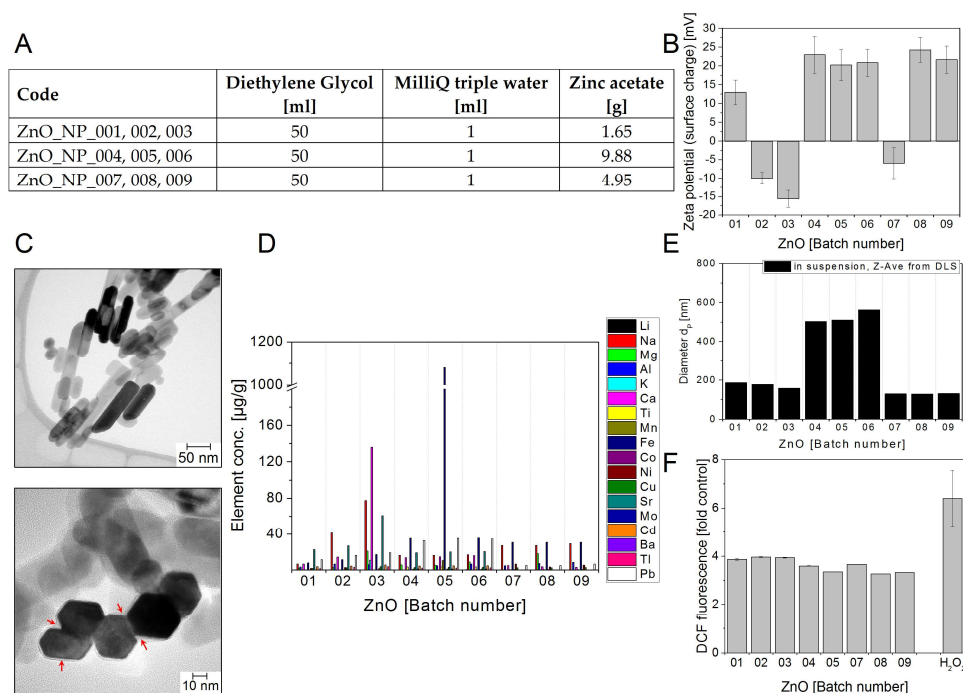 A
Code Diethylene Glycol [ml] MilliQ triple water [ml] Zinc acetate [g]
ZnO_NP_001, 002, 003 50 1 1.65
ZnO_NP_004, 005, 006 50 1 9.88
ZnO_NP_007, 008, 009 50 1 4.95
B
Zeta potential (surface charge) [mV]
30
25
20
15
10
5
0
-5
-10
-15
-20
01 02 03 04 05 06 07 08 09
ZnO [Batch number]
C
50 nm
10 nm
D
Element conc. [µg/g]
1200
1000
160
120
80
40
01 02 03 04 05 06 07 08 09
ZnO [Batch number]
Li
Na
Mg
Al
K
Ca
Ti
Mn
Fe
Co
Ni
Cu
Sr
Mo
Cd
Ba
Tl
Pb
E
in suspension, Z-Ave from DLS
Diameter dP [nm]
800
600
400
200
0
01 02 03 04 05 06 07 08 09
ZnO [Batch number]
F
DCF fluorescence [fold control]
8
6
4
2
0
01 02 03 04 05 07 08 09 H2O2
ZnO [Batch number]